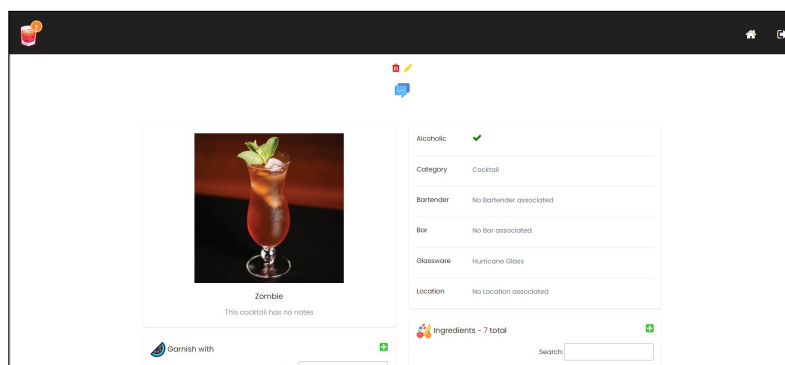 Zombie
This cocktail has no notes
Garnish with
Alcoholic
Category Cocktail
Bartender No Bartender associated
Bar No Bar associated
Glassware Hurricane Glass
Location No Location associated
Ingredients - 7 total
Search: